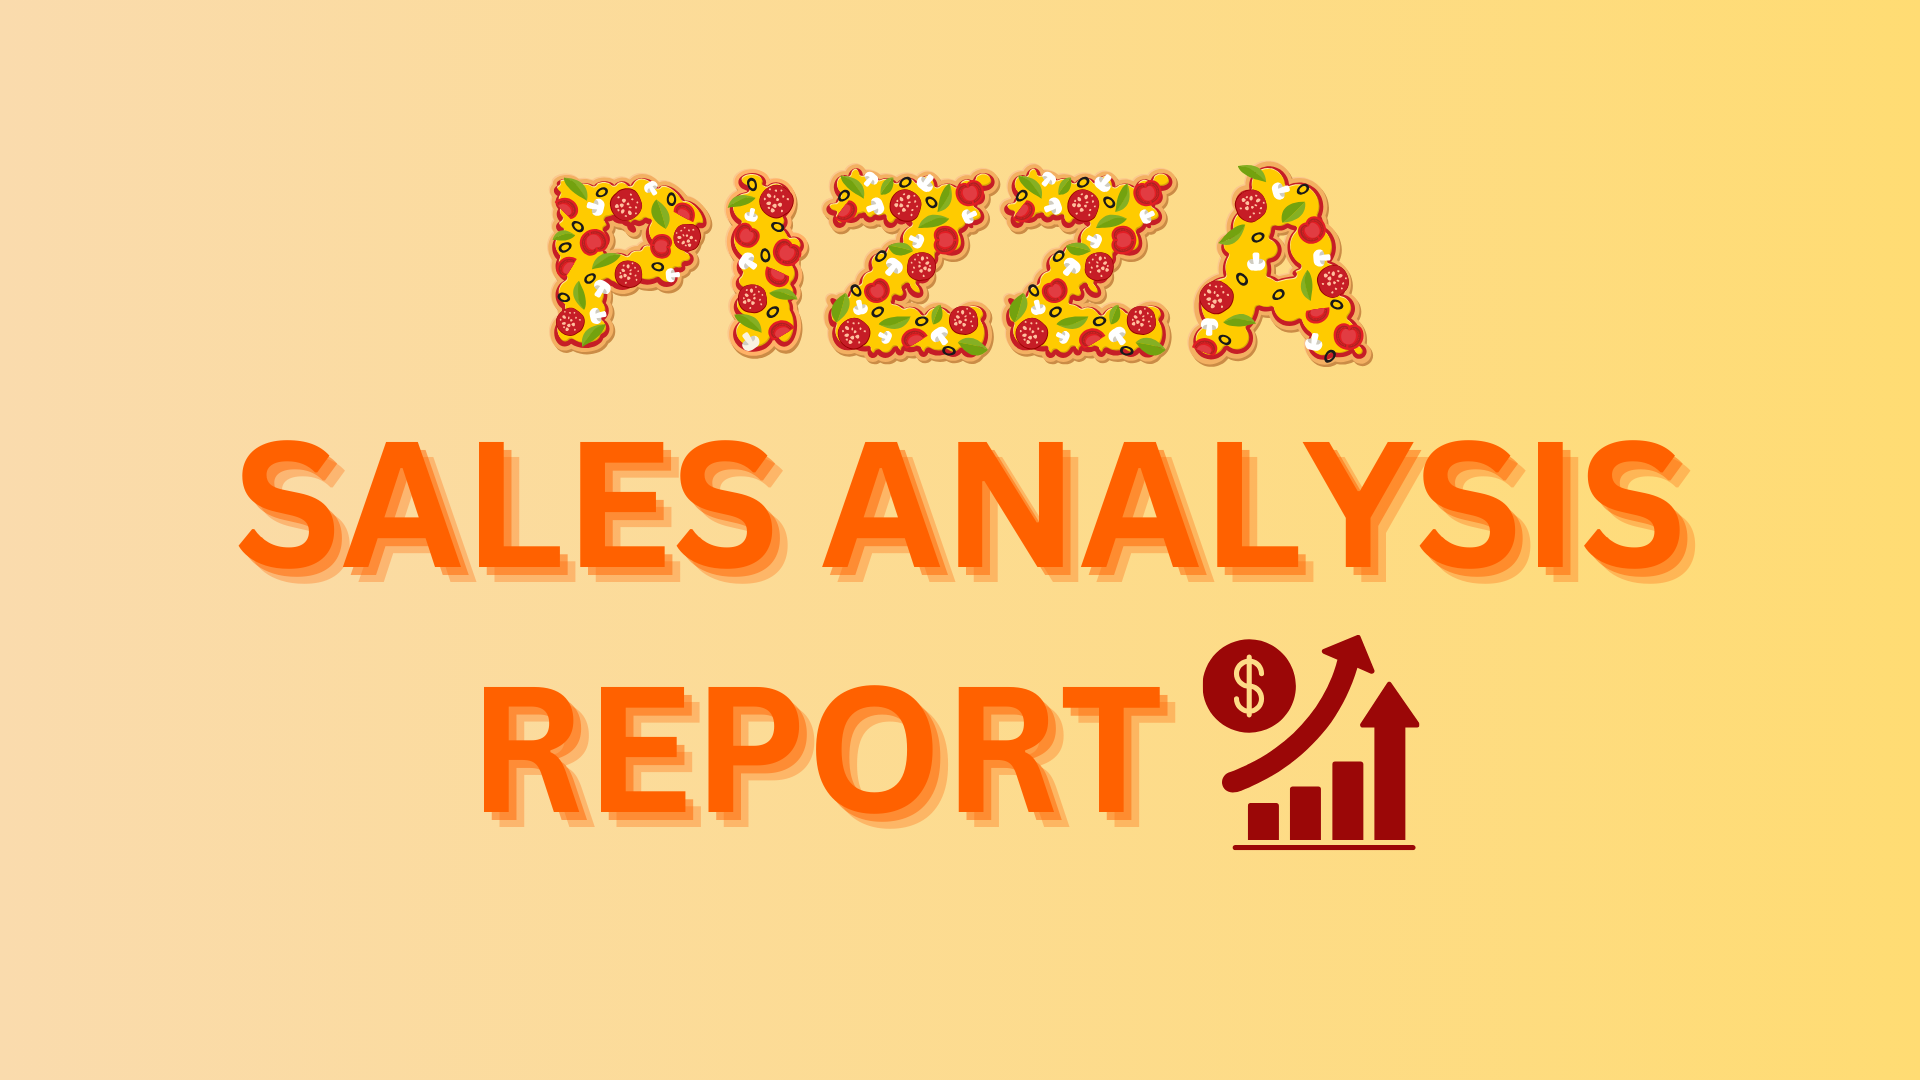 PIZZA
SALES ANALYSIS
REPORT
$